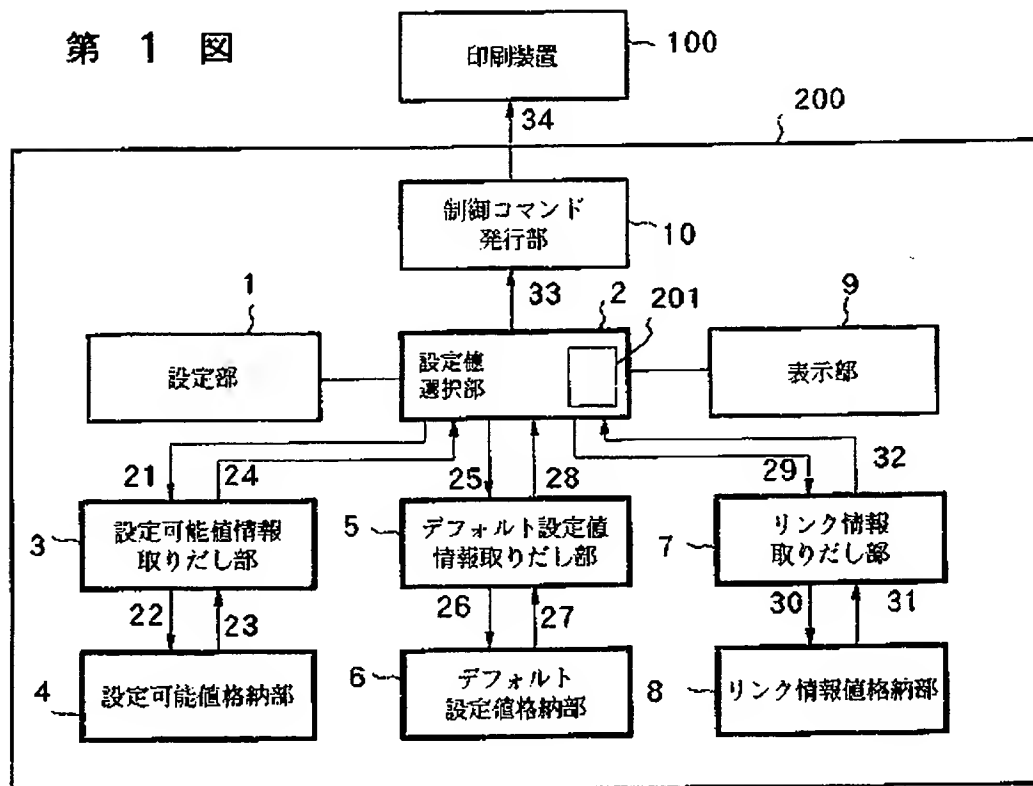 第 1 図
印刷装置
100
34
200
制御コマンド
発行部
10
33
1
2
201
9
設定部
設定値
選択部
表示部
21
24
25
28
29
32
3
設定可能値情報
取りだし部
5
デフォルト設定値
情報取りだし部
7
リンク情報
取りだし部
22
23
26
27
30
31
4
設定可能値格納部
6
デフォルト
設定値格納部
8
リンク情報値格納部